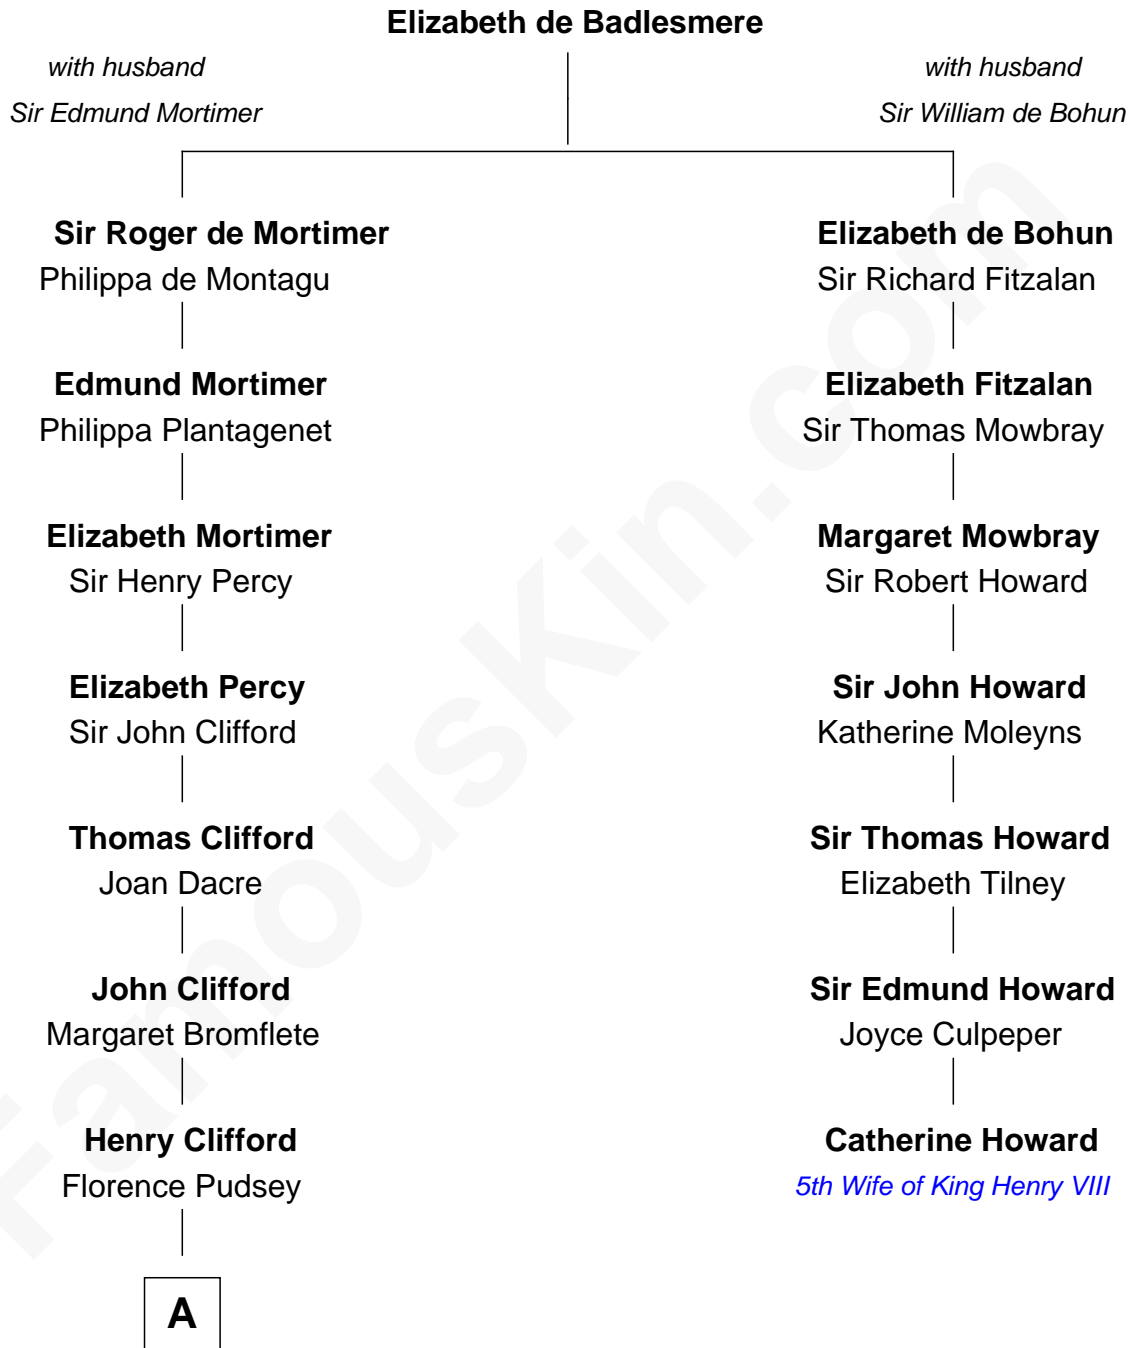 Elizabeth de Badlesmere
with husband
Sir Edmund Mortimer
with husband
Sir William de Bohun
Sir Roger de Mortimer
Philippa de Montagu
Elizabeth de Bohun
Sir Richard Fitzalan
Edmund Mortimer
Philippa Plantagenet
Elizabeth Fitzalan
Sir Thomas Mowbray
Elizabeth Mortimer
Sir Henry Percy
Margaret Mowbray
Sir Robert Howard
Elizabeth Percy
Sir John Clifford
Sir John Howard
Katherine Moleyns
Thomas Clifford
Joan Dacre
Sir Thomas Howard
Elizabeth Tilney
John Clifford
Margaret Bromflete
Sir Edmund Howard
Joyce Culpeper
Henry Clifford
Florence Pudsey
Catherine Howard
5th Wife of King Henry VIII
A
FamousKin.com